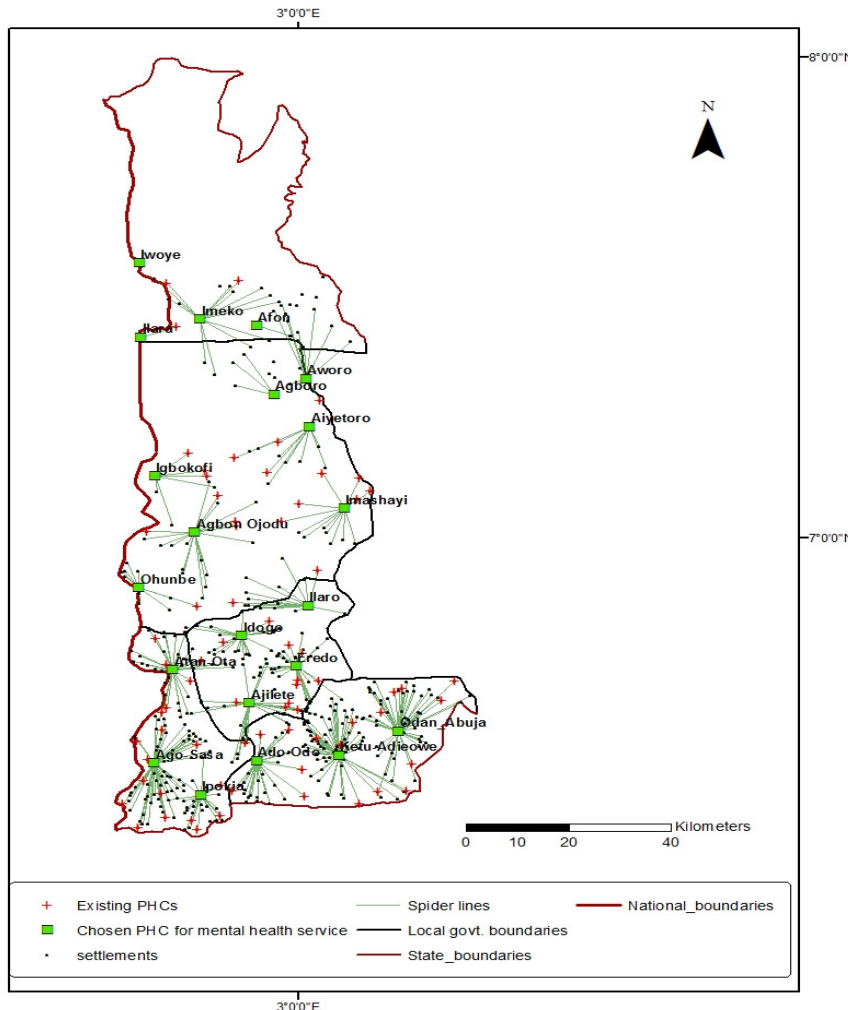 3°0'0"E
8°0'0"N
N
Iwoye
Imeko
Afon
Ilara
Aworo
Agboro
Aiyetoro
Igbokofi
Imashayi
Agbon Ojodu
7°0'0"N
Ohunbe
Ilaro
Idogo
Atan-Ota
Eredo
Ajilete
Odan_Abuja
Ketu-Adieowe
Ado-Odo
Ago-Sasa
Ipokia
Kilometers
0 10 20 40
Existing PHCs
Spider lines
National_boundaries
Chosen PHC for mental health service
Local govt. boundaries
settlements
State_boundaries
3°0'0"E